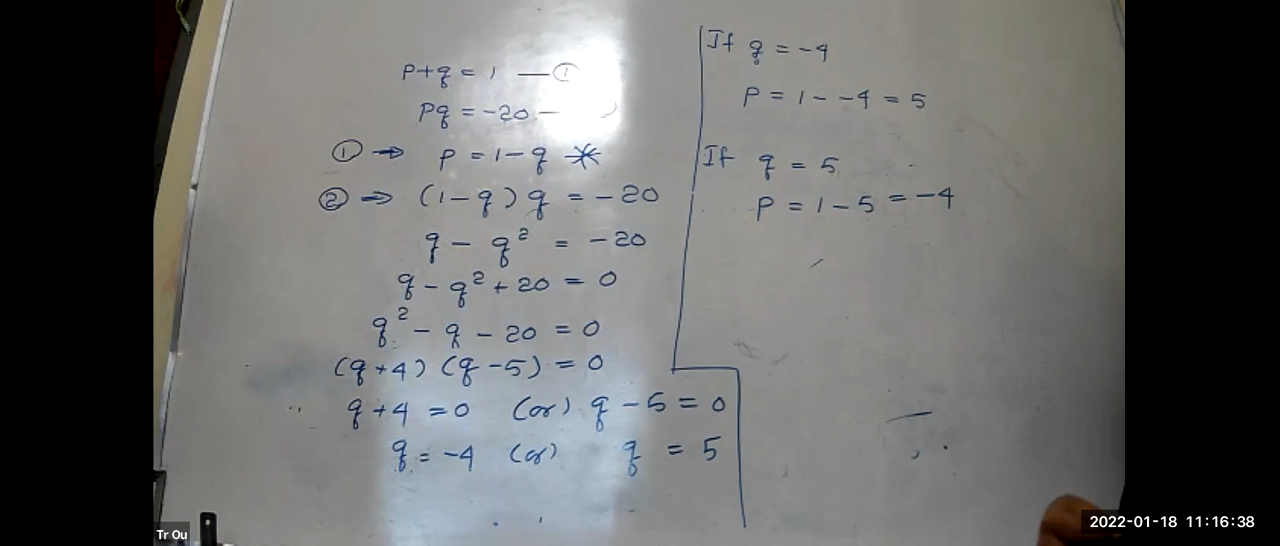 p+q = 1 — ①
pq = -20 —
① ⇒ p = 1-q *
② ⇒ (1-q) q = -20
q - q² = -20
q - q² + 20 = 0
q² - q - 20 = 0
(q+4) (q-5) = 0
q+4 = 0 (or) q-5 = 0
q = -4 (or) q = 5
If q = -4
p = 1 - -4 = 5
If q = 5
p = 1-5 = -4
Tr Ou
2022-01-18 11:16:38